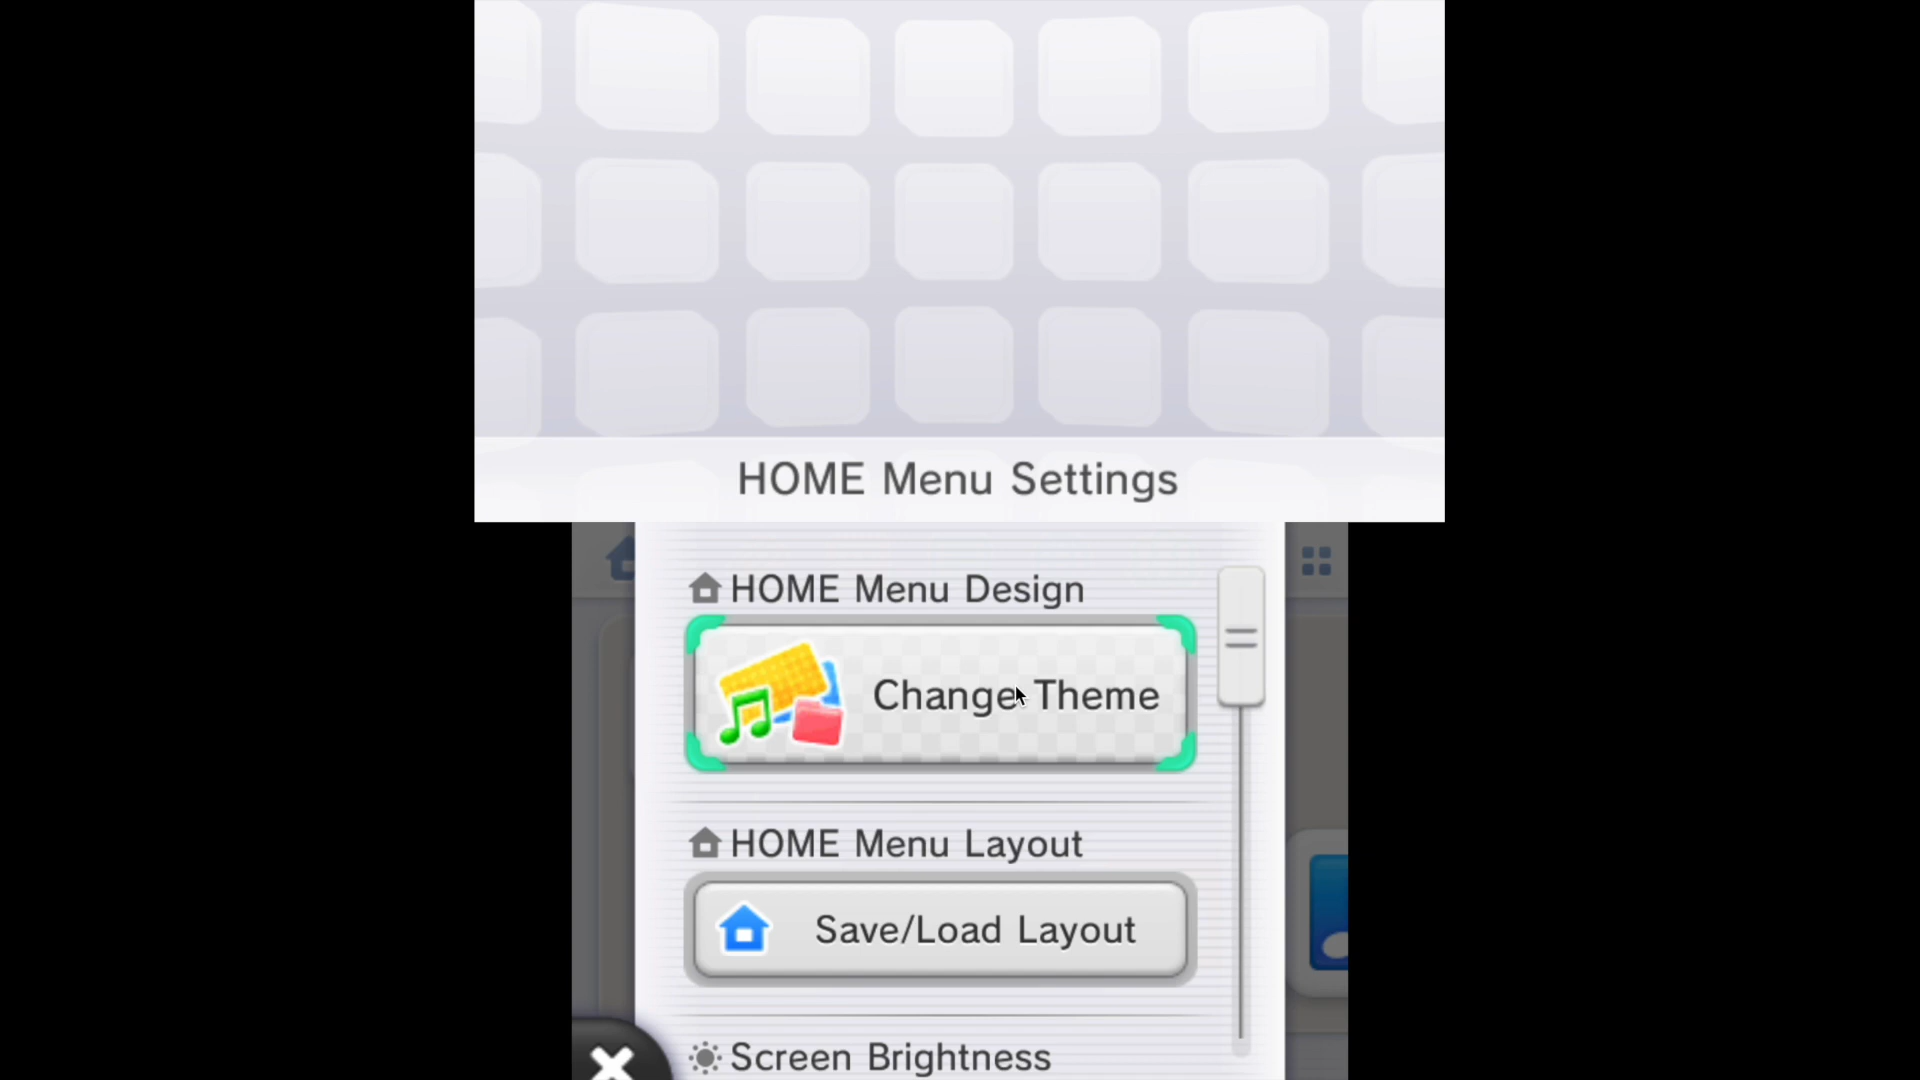 HOME Menu Settings
HOME Menu Design
Change Theme
HOME Menu Layout
Save/Load Layout
Screen Brightness